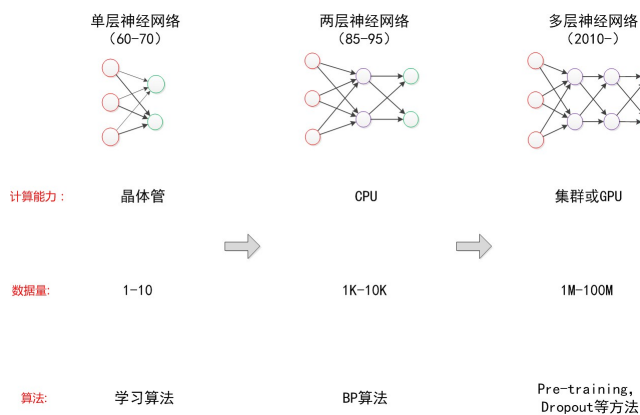 单层神经网络
（60-70）
两层神经网络
（85-95）
多层神经网络
（2010-）
计算能力：
晶体管
CPU
集群或GPU
数据量:
1-10
1K-10K
1M-100M
算法:
学习算法
BP算法
Pre-training,
Dropout等方法